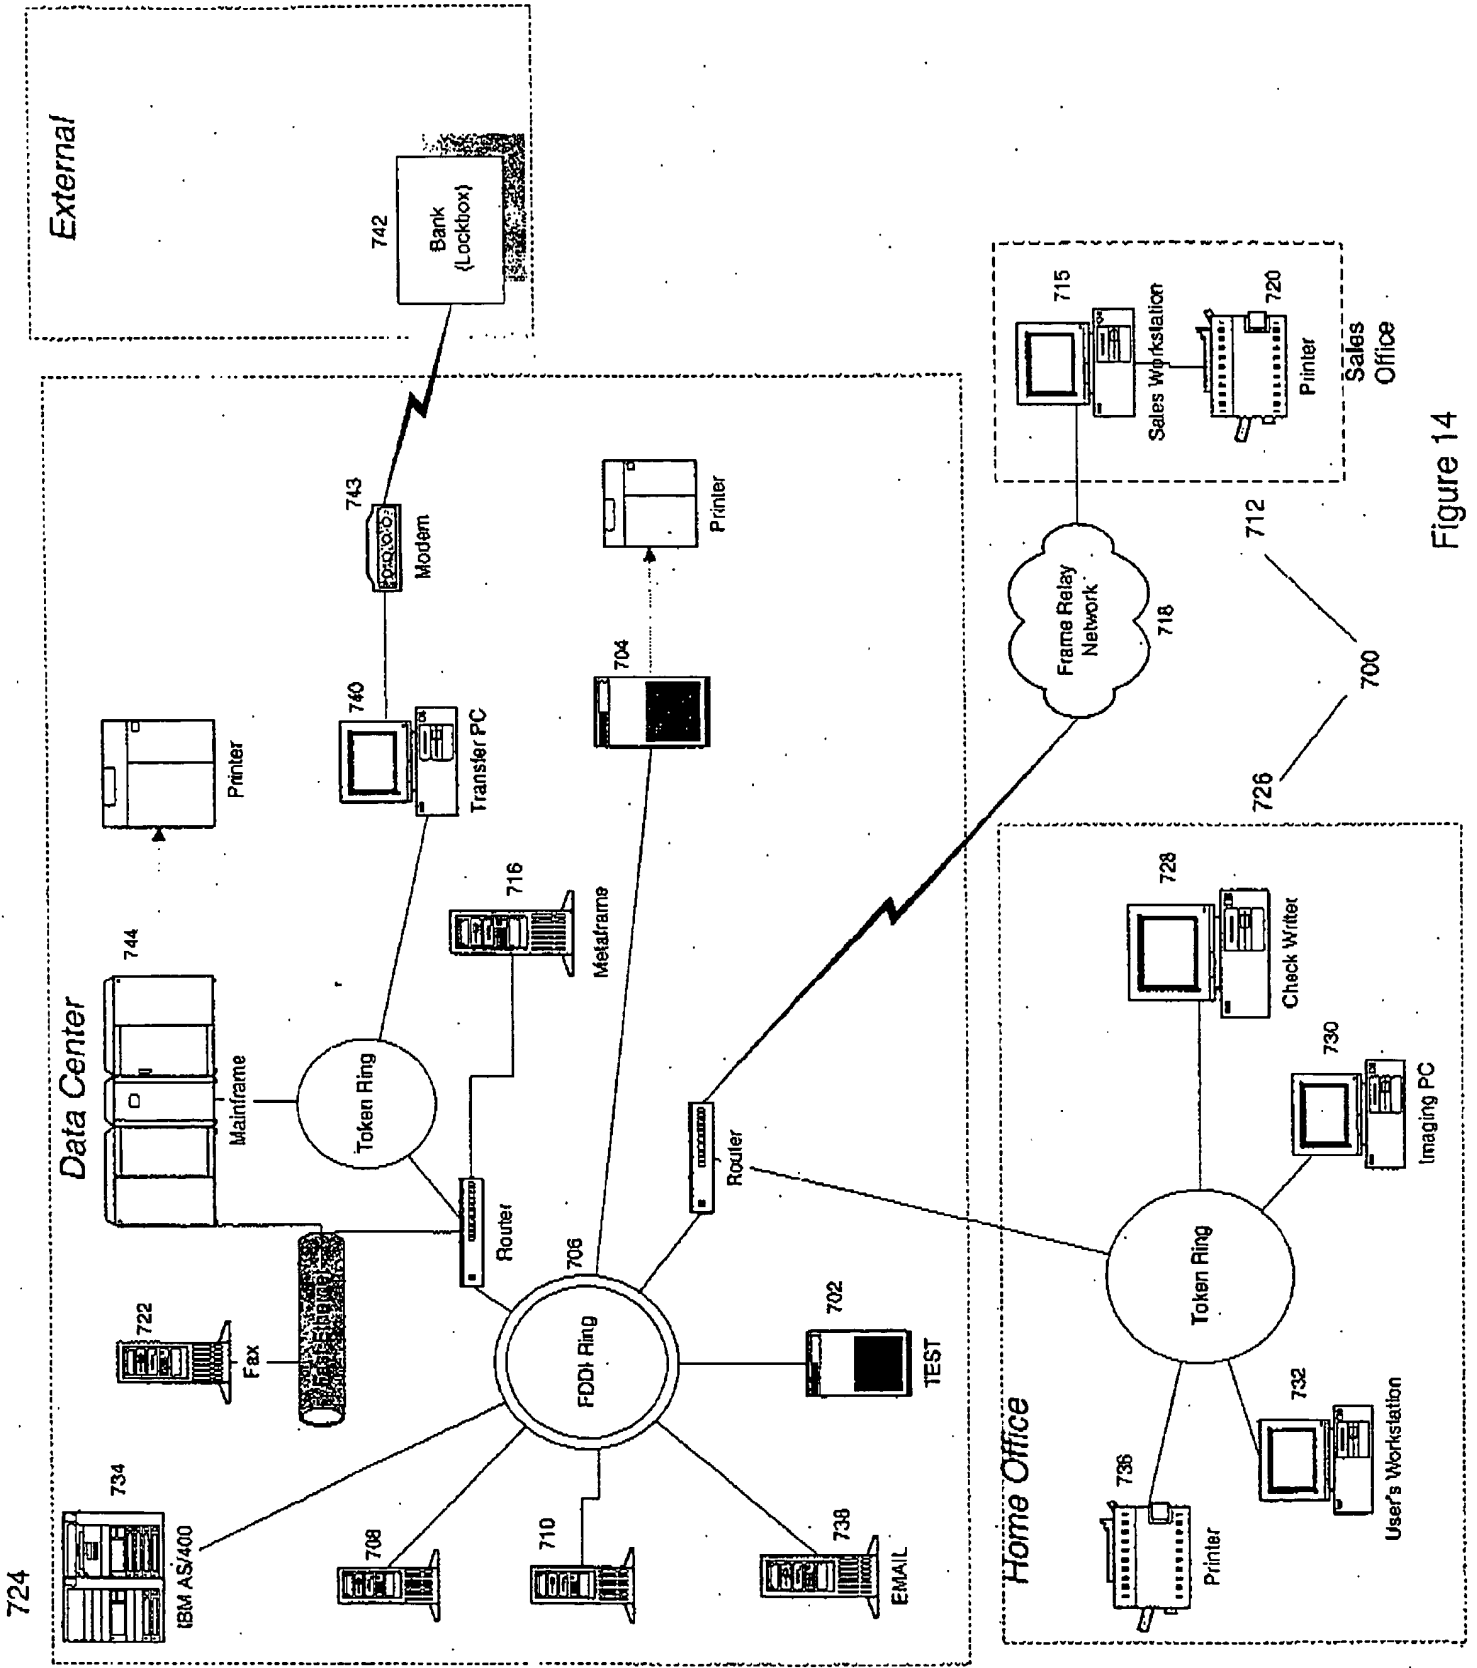 724
Data Center
External
IBM AS/400
734
Fax
722
Mainframe
744
Printer
Fast Ethernet
Token Ring
Transfer PC
740
Modem
743
Bank
(Lockbox)
742
708
Router
Metaframe
716
710
FDDI Ring
706
704
Printer
EMAIL
738
TEST
702
Router
Home Office
Printer
736
User's Workstation
732
Token Ring
Imaging PC
730
Check Writer
728
726
700
712
Frame Relay
Network
718
Sales Workstation
715
Printer
720
Sales
Office
Figure 14